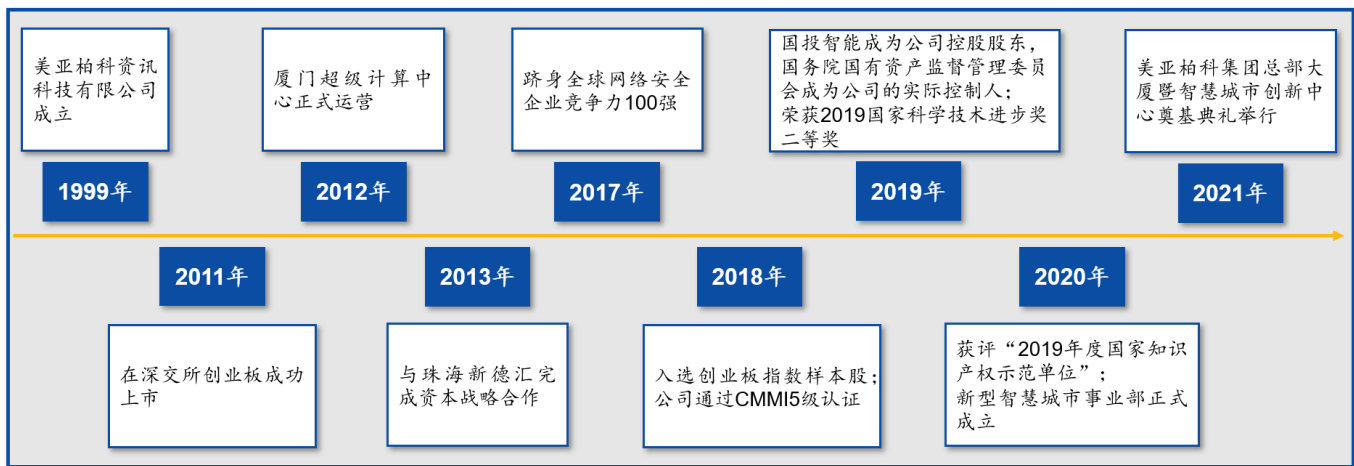 美亚柏科资讯
科技有限公司
成立
1999年
在深交所创业板成功
上市
2011年
厦门超级计算中
心正式运营
2012年
与珠海新德汇完
成资本战略合作
2013年
跻身全球网络安全
企业竞争力100强
2017年
入选创业板指数样本股；
公司通过CMMI5级认证
2018年
国投智能成为公司控股股东，
国务院国有资产监督管理委员
会成为公司的实际控制人；
荣获2019国家科学技术进步奖
二等奖
2019年
获评“2019年度国家知识
产权示范单位”；
新型智慧城市事业部正式
成立
2020年
美亚柏科集团总部大
厦暨智慧城市创新中
心奠基典礼举行
2021年